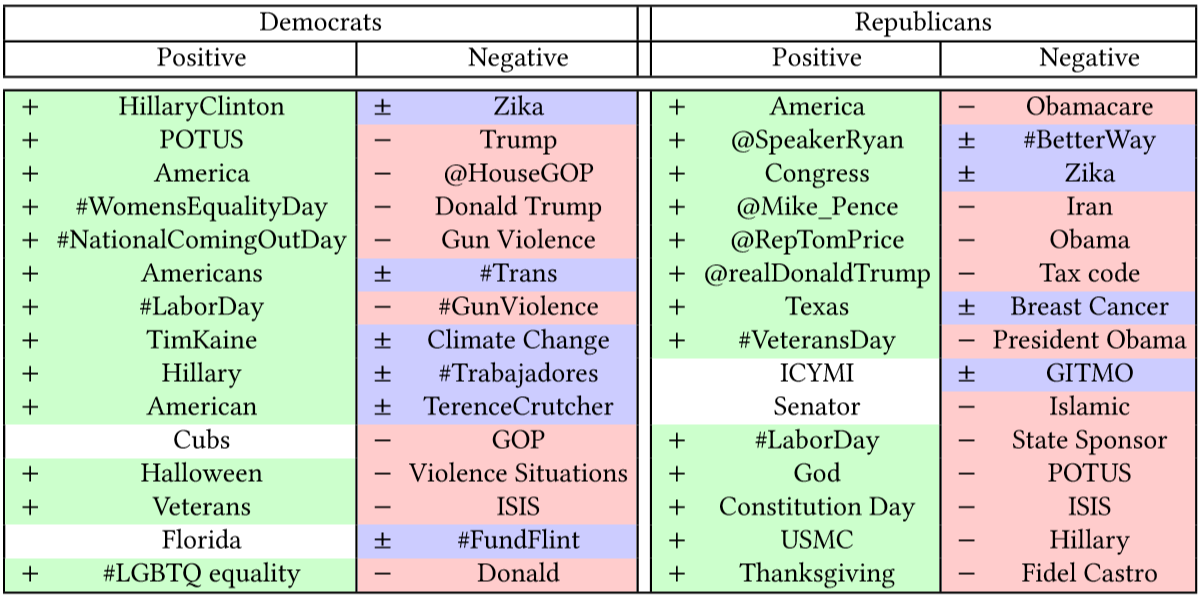 Democrats Republicans
Positive Negative Positive Negative
+ HillaryClinton ± Zika + America − Obamacare
+ POTUS − Trump + @SpeakerRyan ± #BetterWay
+ America − @HouseGOP + Congress ± Zika
+ #WomensEqualityDay − Donald Trump + @Mike_Pence − Iran
+ #NationalComingOutDay − Gun Violence + @RepTomPrice − Obama
+ Americans ± #Trans + @realDonaldTrump − Tax code
+ #LaborDay − #GunViolence + Texas ± Breast Cancer
+ TimKaine ± Climate Change + #VeteransDay − President Obama
+ Hillary ± #Trabajadores ICYMI ± GITMO
+ American ± TerenceCrutcher Senator − Islamic
Cubs − GOP + #LaborDay − State Sponsor
+ Halloween − Violence Situations + God − POTUS
+ Veterans − ISIS + Constitution Day − ISIS
Florida ± #FundFlint + USMC − Hillary
+ #LGBTQ equality − Donald + Thanksgiving − Fidel Castro